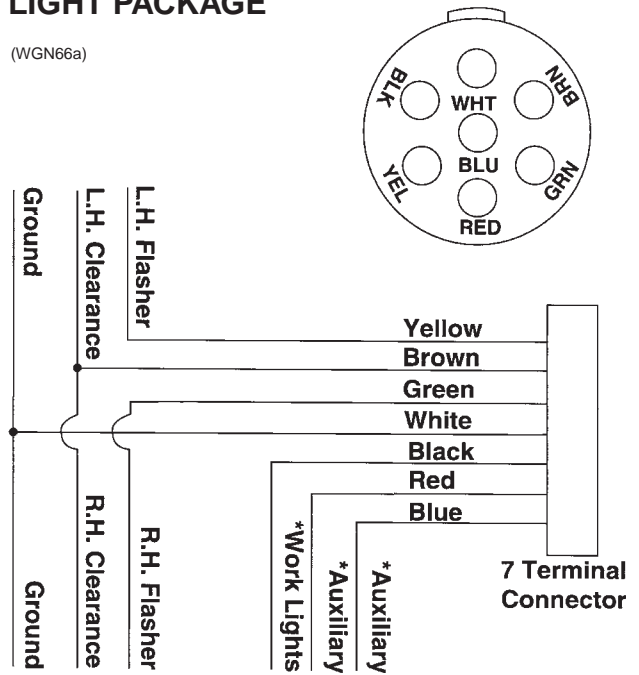 LIGHT PACKAGE
(WGN66a)
BLK
WHT
BRN
YEL
BLU
GRN
RED
Ground
L.H. Clearance
L.H. Flasher
Yellow
Brown
Green
White
Black
Red
Blue
Ground
R.H. Clearance
R.H. Flasher
*Work Lights
*Auxiliary
*Auxiliary
7 Terminal
Connector